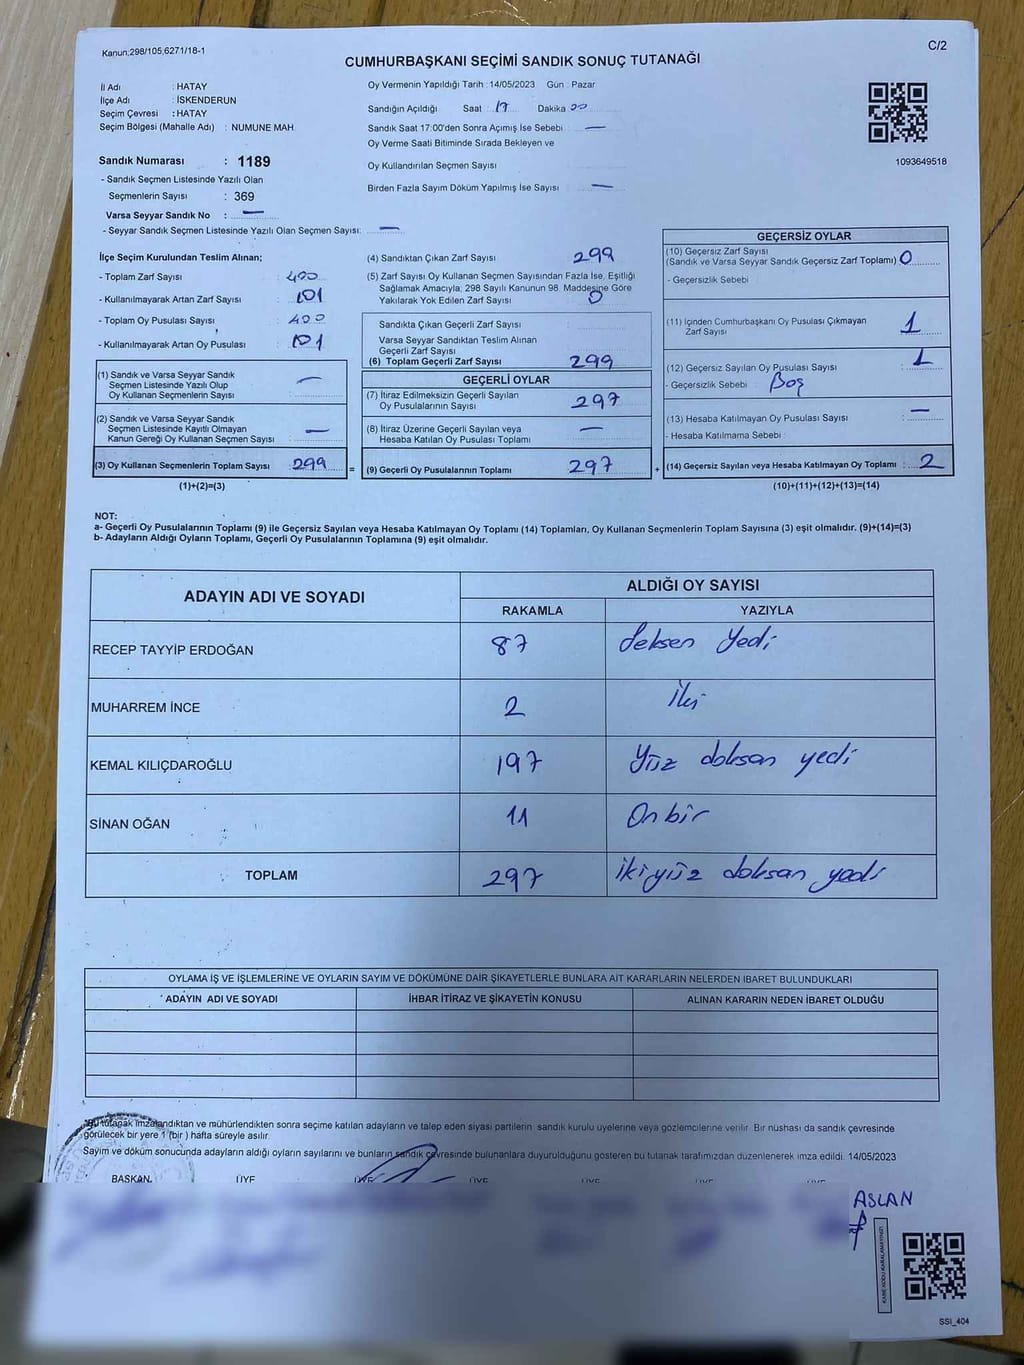 Kanun;298/105,6271/18-1
C/2
CUMHURBAŞKANI SEÇİMİ SANDIK SONUÇ TUTANAĞI
İl Adı : HATAY
İlçe Adı : İSKENDERUN
Seçim Çevresi : HATAY
Seçim Bölgesi (Mahalle Adı) : NUMUNE MAH
Sandık Numarası : 1189
- Sandık Seçmen Listesinde Yazılı Olan
Seçmenlerin Sayısı : 369
Varsa Seyyar Sandık No : —
- Seyyar Sandık Seçmen Listesinde Yazılı Olan Seçmen Sayısı: —
Oy Vermenin Yapıldığı Tarih : 14/05/2023 Gün : Pazar
Sandığın Açıldığı Saat : 17 Dakika 00
Sandık Saat 17:00'den Sonra Açımış İse Sebebi : —
Oy Verme Saati Bitiminde Sırada Bekleyen ve
Oy Kullandırılan Seçmen Sayısı
Birden Fazla Sayım Döküm Yapılmış İse Sayısı : —
1093649518
İlçe Seçim Kurulundan Teslim Alınan;
- Toplam Zarf Sayısı : 400
- Kullanılmayarak Artan Zarf Sayısı : 101
- Toplam Oy Pusulası Sayısı : 400
- Kullanılmayarak Artan Oy Pusulası : 101
(1) Sandık ve Varsa Seyyar Sandık
Seçmen Listesinde Yazılı Olup
Oy Kullanan Seçmenlerin Sayısı : —
(2) Sandık ve Varsa Seyyar Sandık
Seçmen Listesinde Kayıtlı Olmayan
Kanun Gereği Oy Kullanan Seçmen Sayısı : —
(3) Oy Kullanan Seçmenlerin Toplam Sayısı : 299 =
(1)+(2)=(3)
(4) Sandıktan Çıkan Zarf Sayısı : 299
(5) Zarf Sayısı Oy Kullanan Seçmen Sayısından Fazla İse, Eşitliği
Sağlamak Amacıyla; 298 Sayılı Kanunun 98. Maddesine Göre
Yakılarak Yok Edilen Zarf Sayısı : 0
Sandıkta Çıkan Geçerli Zarf Sayısı :
Varsa Seyyar Sandıktan Teslim Alınan
Geçerli Zarf Sayısı
(6) Toplam Geçerli Zarf Sayısı : 299
GEÇERLİ OYLAR
(7) İtiraz Edilmeksizin Geçerli Sayılan
Oy Pusulalarının Sayısı : 297
(8) İtiraz Üzerine Geçerli Sayılan veya
Hesaba Katılan Oy Pusulaları Toplamı : —
(9) Geçerli Oy Pusulalarının Toplamı : 297 +
GEÇERSİZ OYLAR
(10) Geçersiz Zarf Sayısı
(Sandık ve Varsa Seyyar Sandık Geçersiz Zarf Toplamı) : 0
- Geçersizlik Sebebi :
(11) İçinden Cumhurbaşkanı Oy Pusulası Çıkmayan
Zarf Sayısı : 1
(12) Geçersiz Sayılan Oy Pusulası Sayısı : 1
- Geçersizlik Sebebi : Boş
(13) Hesaba Katılmayan Oy Pusulası Sayısı : —
- Hesaba Katılmama Sebebi :
(14) Geçersiz Sayılan veya Hesaba Katılmayan Oy Toplamı : 2
(10)+(11)+(12)+(13)=(14)
NOT:
a- Geçerli Oy Pusulalarının Toplamı (9) ile Geçersiz Sayılan veya Hesaba Katılmayan Oy Toplamı (14) Toplamları, Oy Kullanan Seçmenlerin Toplam Sayısına (3) eşit olmalıdır. (9)+(14)=(3)
b- Adayların Aldığı Oyların Toplamı, Geçerli Oy Pusulalarının Toplamına (9) eşit olmalıdır.
ADAYIN ADI VE SOYADI ALDIĞI OY SAYISI
RAKAMLA YAZIYLA
RECEP TAYYİP ERDOĞAN 87 Seksen Yedi
MUHARREM İNCE 2 İki
KEMAL KILIÇDAROĞLU 197 Yüz doksan yedi
SİNAN OĞAN 11 On bir
TOPLAM 297 İkiyüz doksan yedi
OYLAMA İŞ VE İŞLEMLERİNE VE OYLARIN SAYIM VE DÖKÜMÜNE DAİR ŞİKAYETLERLE BUNLARA AİT KARARLARIN NELERDEN İBARET BULUNDUKLARI
ADAYIN ADI VE SOYADI İHBAR İTİRAZ VE ŞİKAYETİN KONUSU ALINAN KARARIN NEDEN İBARET OLDUĞU
*Bu tutanak imzalandıktan ve mühürlendikten sonra seçime katılan adayların ve talep eden siyasi partilerin sandık kurulu üyelerine veya gözlemcilerine verilir. Bir nüshası da sandık çevresinde
görülecek bir yere 1 (bir ) hafta süreyle asılır.
Sayım ve döküm sonucunda adayların aldığı oyların sayılarını ve bunların sandık çevresinde bulunanlara duyurulduğunu gösteren bu tutanak tarafımızdan düzenlenerek imza edildi. 14/05/2023
BAŞKAN ÜYE ÜYE ÜYE ÜYE ÜYE ÜYE
ASLAN
KARE KODU KARALAMAYINIZ!
SSI_404